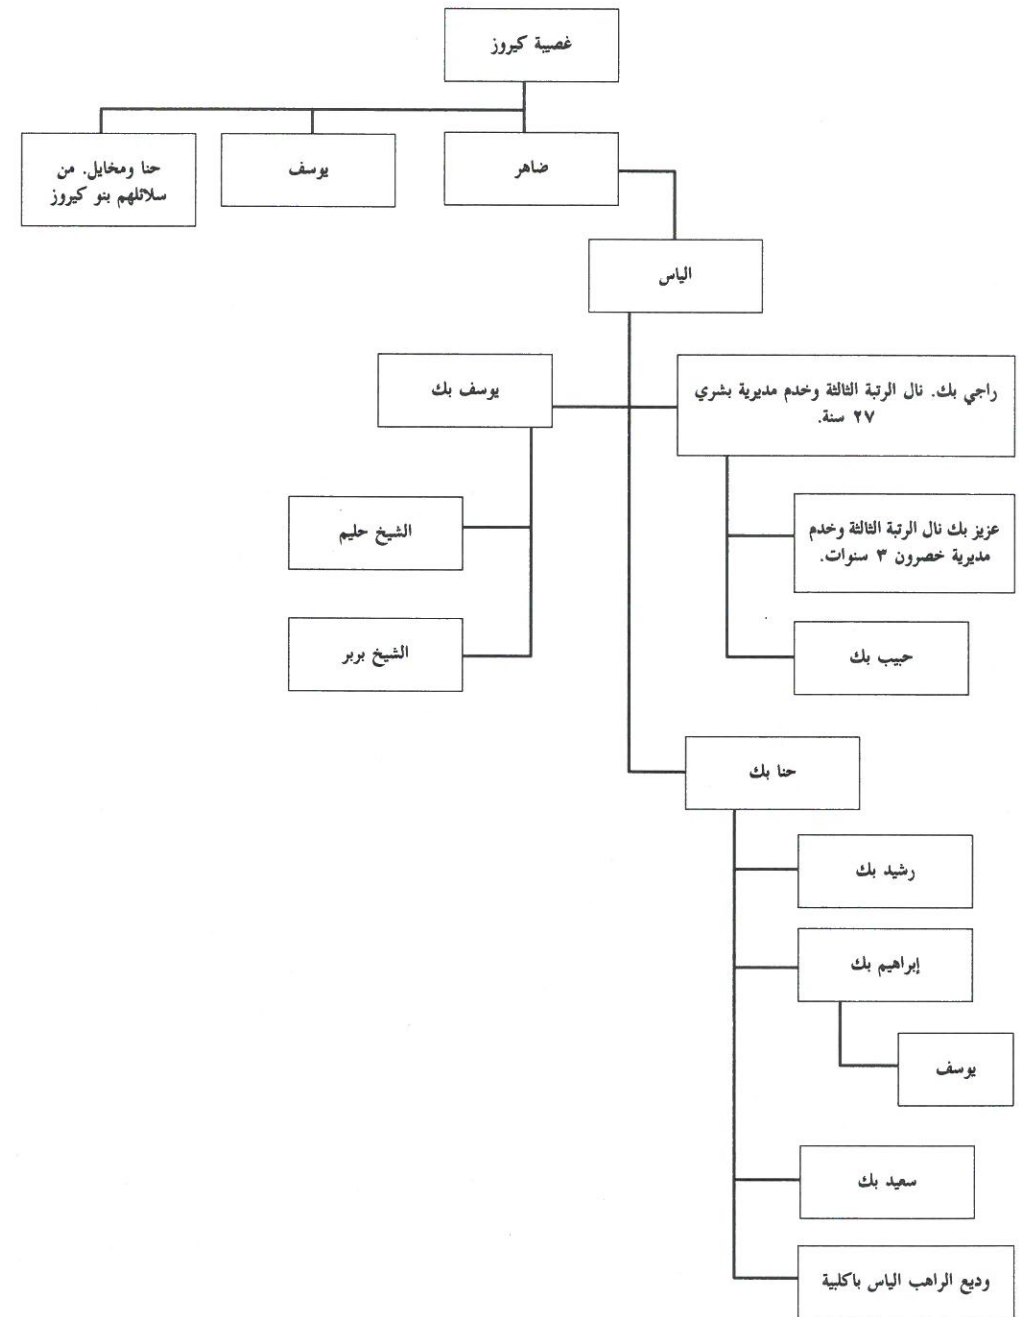 غصيبة كيروز
ضاهر
يوسف
حنا ومخايل. من
سلائلهم بنو كيروز
الياس
راجي بك. نال الرتبة الثالثة وخدم مديرية بشري
٢٧ سنة.
يوسف بك
عزيز بك نال الرتبة الثالثة وخدم
مديرية خصرون ٣ سنوات.
الشيخ حليم
حبيب بك
الشيخ بربر
حنا بك
رشيد بك
إبراهيم بك
يوسف
سعيد بك
وديع الراهب الياس باكلبية